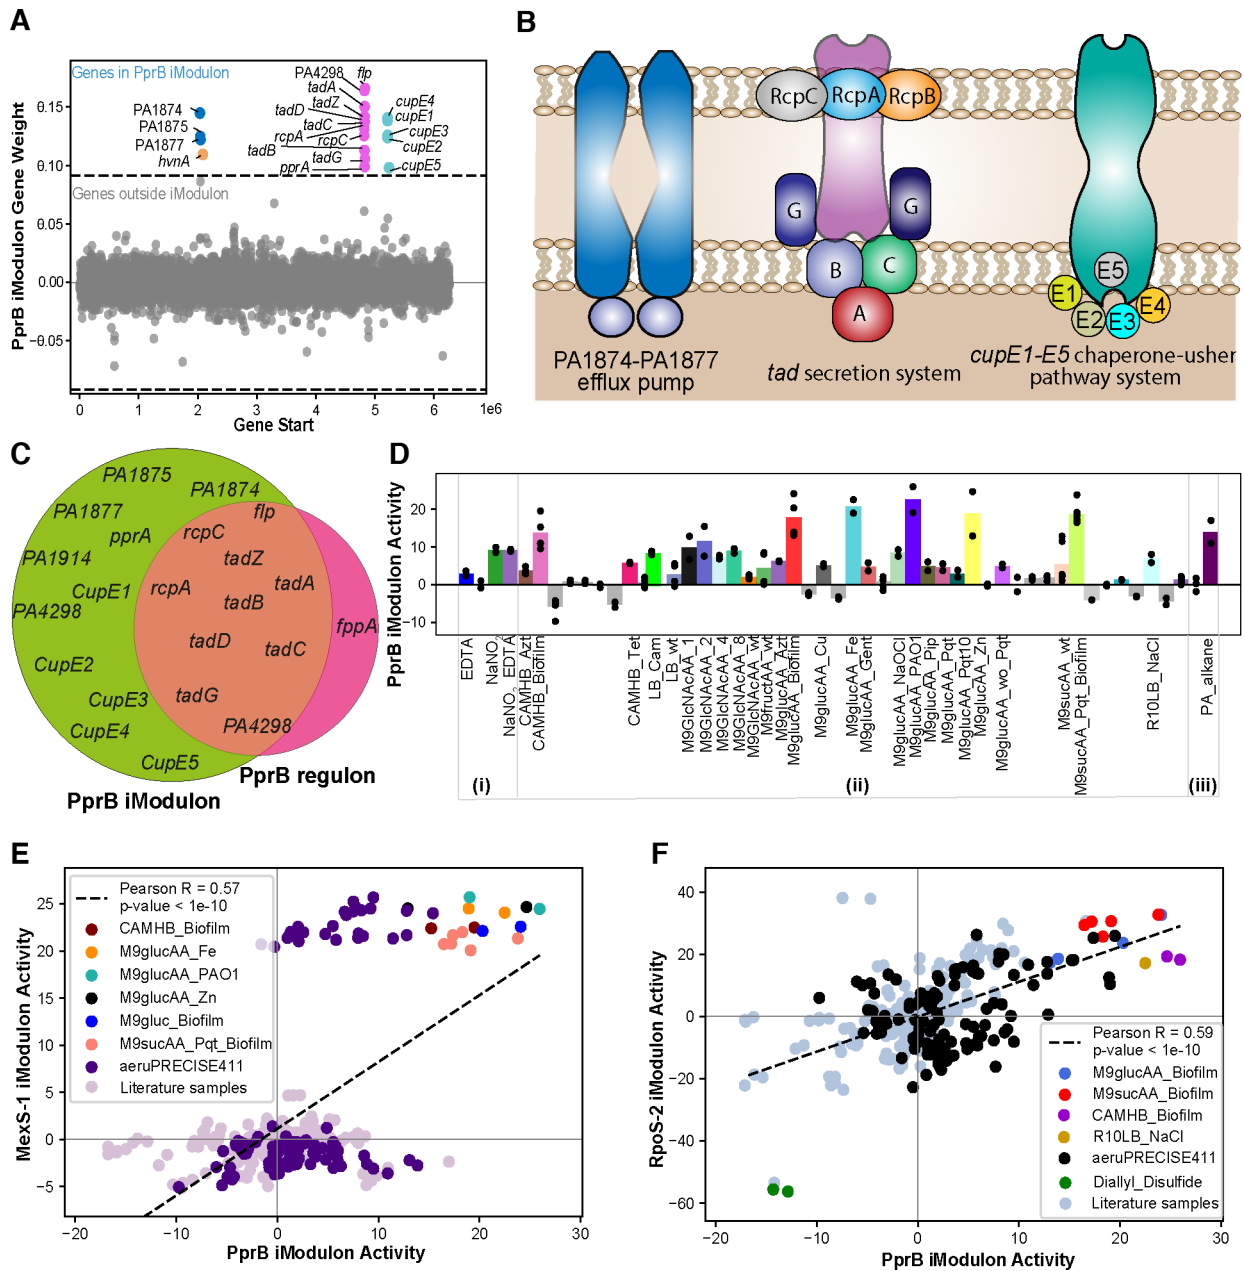 A
Genes in PprB iModulon
PA4298 flp
tadA
tadZ
tadD
tadC
rcpA
rcpC
tadB
tadG
pprA
PA1874
PA1875
PA1877
hvnA
cupE4
cupE1
cupE3
cupE2
cupE5
Genes outside iModulon
0.15
0.10
0.05
0.00
−0.05
PprB iModulon Gene Weight
0 1 2 3 4 5 6 1e6
Gene Start
B
RcpC RcpA RcpB
G G
B C
A
E5
E1 E2 E3 E4
PA1874-PA1877
efflux pump
tad secretion system
cupE1-E5 chaperone-usher
pathway system
C
PA1875
PA1874
PA1877
flp
pprA
rcpC
PA1914
tadZ
CupE1
rcpA
tadA
PA4298
tadB
fppA
tadD
tadC
CupE2
CupE3
tadG
CupE4
PA4298
CupE5
PprB regulon
PprB iModulon
D
PprB iModulon Activity
20
10
0
−10
EDTA
NaNO2
NaNO2_EDTA
CAMHB_Azt
CAMHB_Biofilm
CAMHB_Tet
LB_Cam
LB_wt
M9GlcNAcAA_1
M9GlcNAcAA_2
M9GlcNAcAA_4
M9GlcNAcAA_8
M9GlcNAcAA_wt
M9fructAA_wt
M9glucAA_Azt
M9glucAA_Biofilm
M9glucAA_Cu
M9glucAA_Fe
M9glucAA_Gent
M9glucAA_NaOCl
M9glucAA_PAO1
M9glucAA_Pip
M9glucAA_Pqt
M9glucAA_Pqt10
M9glucAA_Zn
M9glucAA_wo_Pqt
M9sucAA_wt
M9sucAA_Pqt_Biofilm
R10LB_NaCl
PA_alkane
(i) (ii) (iii)
E
Pearson R = 0.57
p-value < 1e-10
CAMHB_Biofilm
M9glucAA_Fe
M9glucAA_PAO1
M9glucAA_Zn
M9gluc_Biofilm
M9sucAA_Pqt_Biofilm
aeruPRECISE411
Literature samples
25
20
15
10
5
0
−5
MexS-1 iModulon Activity
−20 −10 0 10 20 30
PprB iModulon Activity
F
40
20
0
−20
−40
−60
RpoS-2 iModulon Activity
Pearson R = 0.59
p-value < 1e-10
M9glucAA_Biofilm
M9sucAA_Biofilm
CAMHB_Biofilm
R10LB_NaCl
aeruPRECISE411
Diallyl_Disulfide
Literature samples
−20 −10 0 10 20 30
PprB iModulon Activity